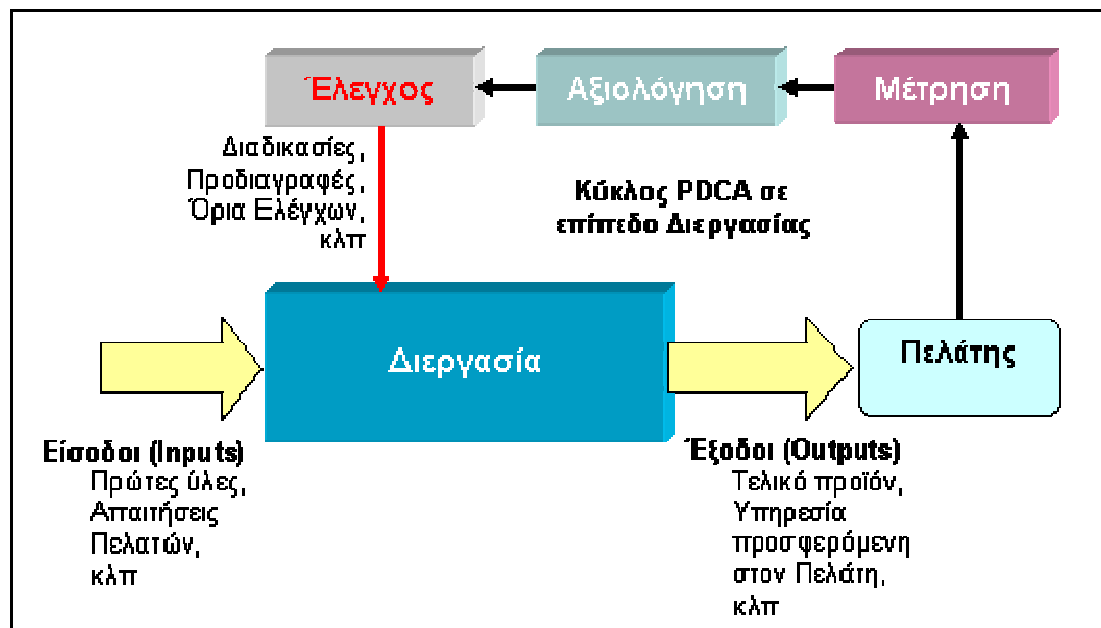 Έλεγχος
Αξιολόγηση
Μέτρηση
Διαδικασίες,
Προδιαγραφές,
Όρια Ελέγχων,
κλπ
Κύκλος PDCA σε
επίπεδο Διεργασίας
Διεργασία
Πελάτης
Είσοδοι (Inputs)
Πρώτες ύλες,
Απαιτήσεις
Πελατών,
κλπ
Έξοδοι (Outputs)
Τελικό προϊόν,
Υπηρεσία
προσφερόμενη
στον Πελάτη,
κλπ